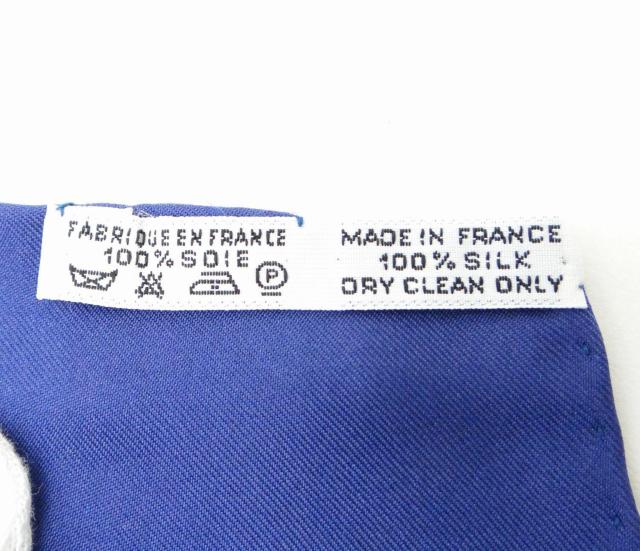 FABRIQUE EN FRANCE
100% SOIE
P
MADE IN FRANCE
100% SILK
DRY CLEAN ONLY